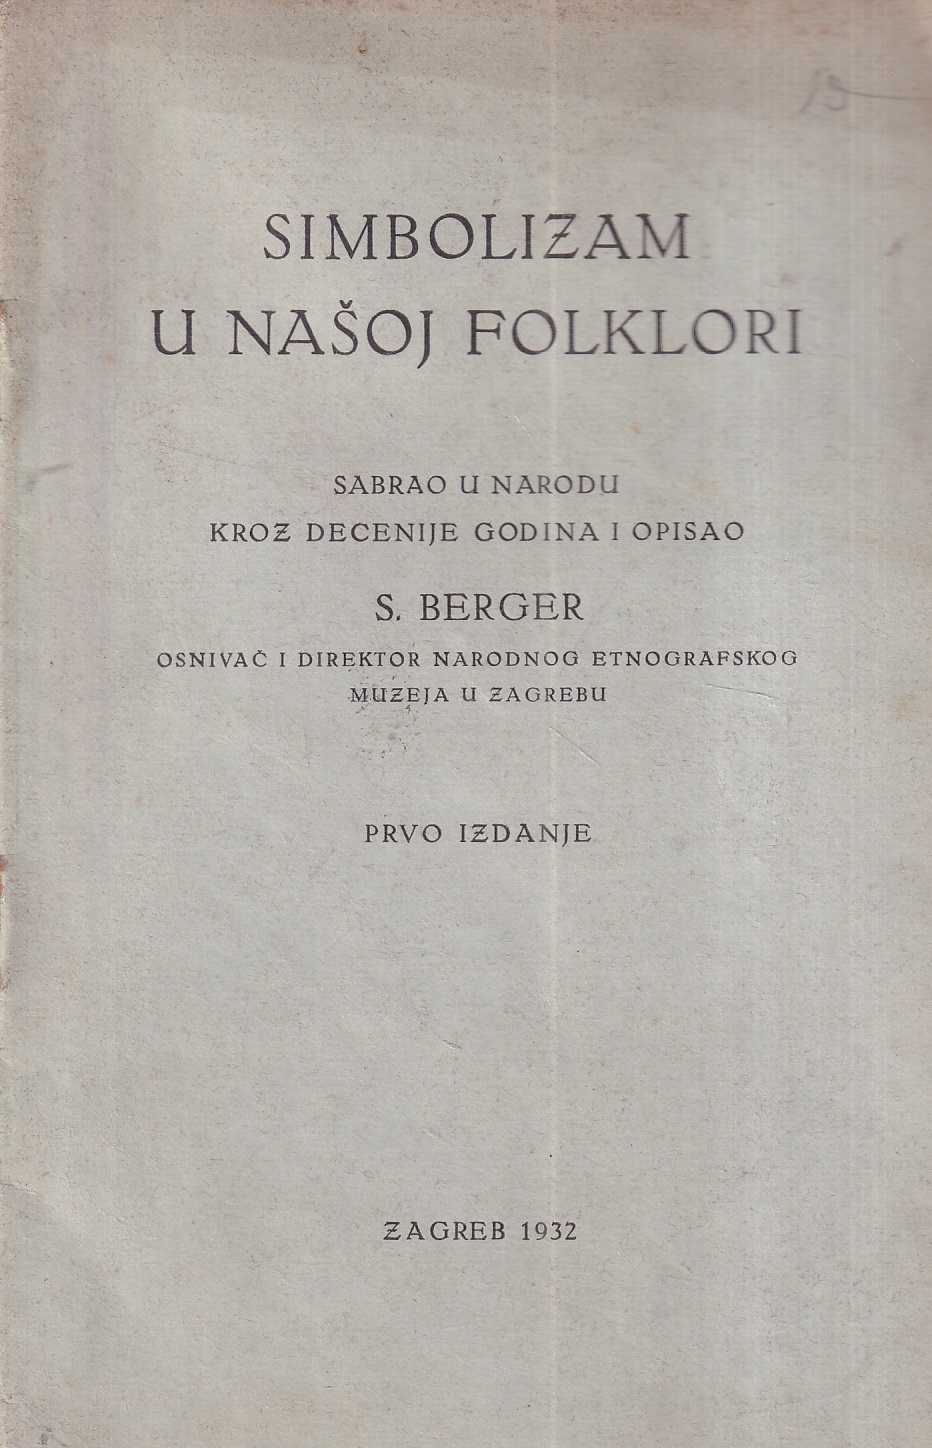 SIMBOLIZAM
U NAŠOJ FOLKLORI
SABRAO U NARODU
KROZ DECENIJE GODINA I OPISAO
S. BERGER
OSNIVAČ I DIREKTOR NARODNOG ETNOGRAFSKOG
MUZEJA U ZAGREBU
PRVO IZDANJE
ZAGREB 1932